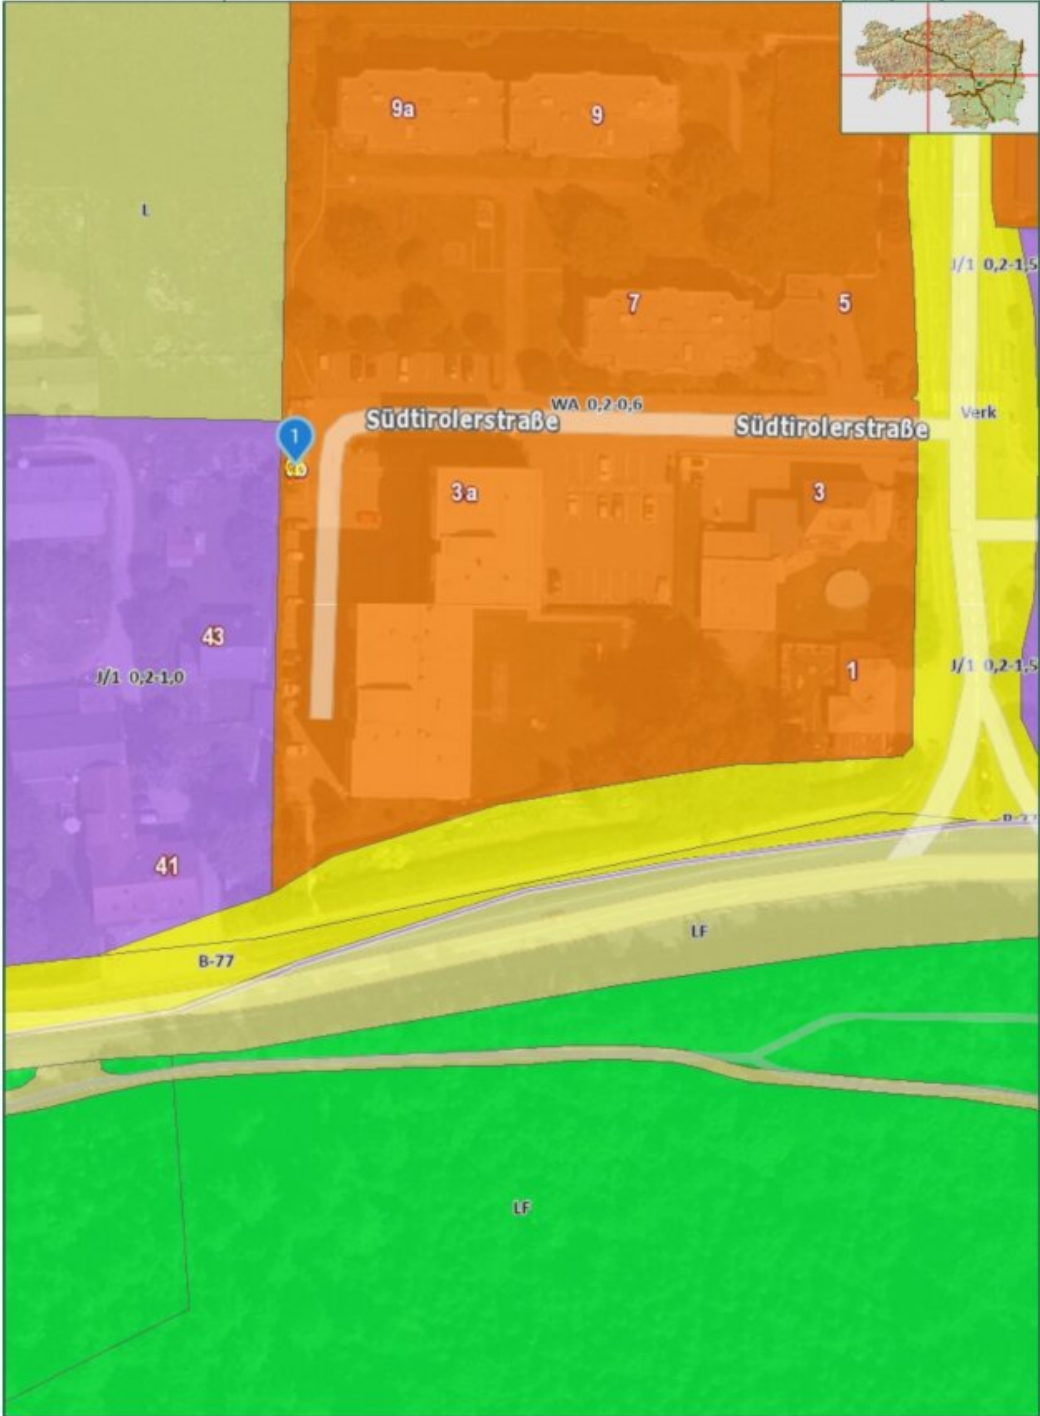 9a
9
L
J/1 0,2-1,5
7
5
WA 0,2-0,6
Südtirolerstraße
Südtirolerstraße
Verk
1
3a
3
43
J/1 0,2-1,0
1
J/1 0,2-1,5
41
B-77
LF
B-77
LF